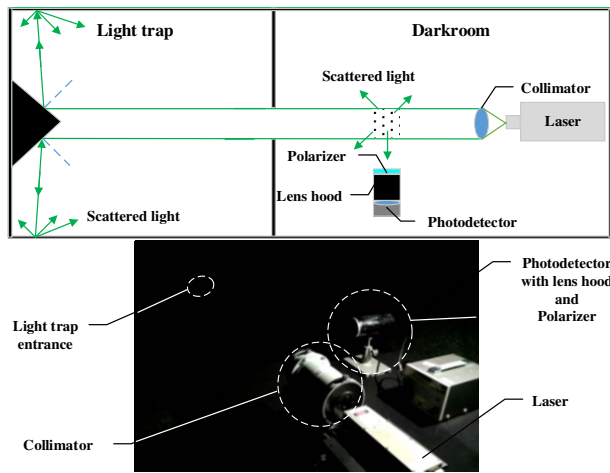 Light trap
Darkroom
Scattered light
Collimator
Laser
Polarizer
Lens hood
Photodetector
Scattered light
Photodetector
with lens hood
and
Polarizer
Light trap
entrance
Laser
Collimator